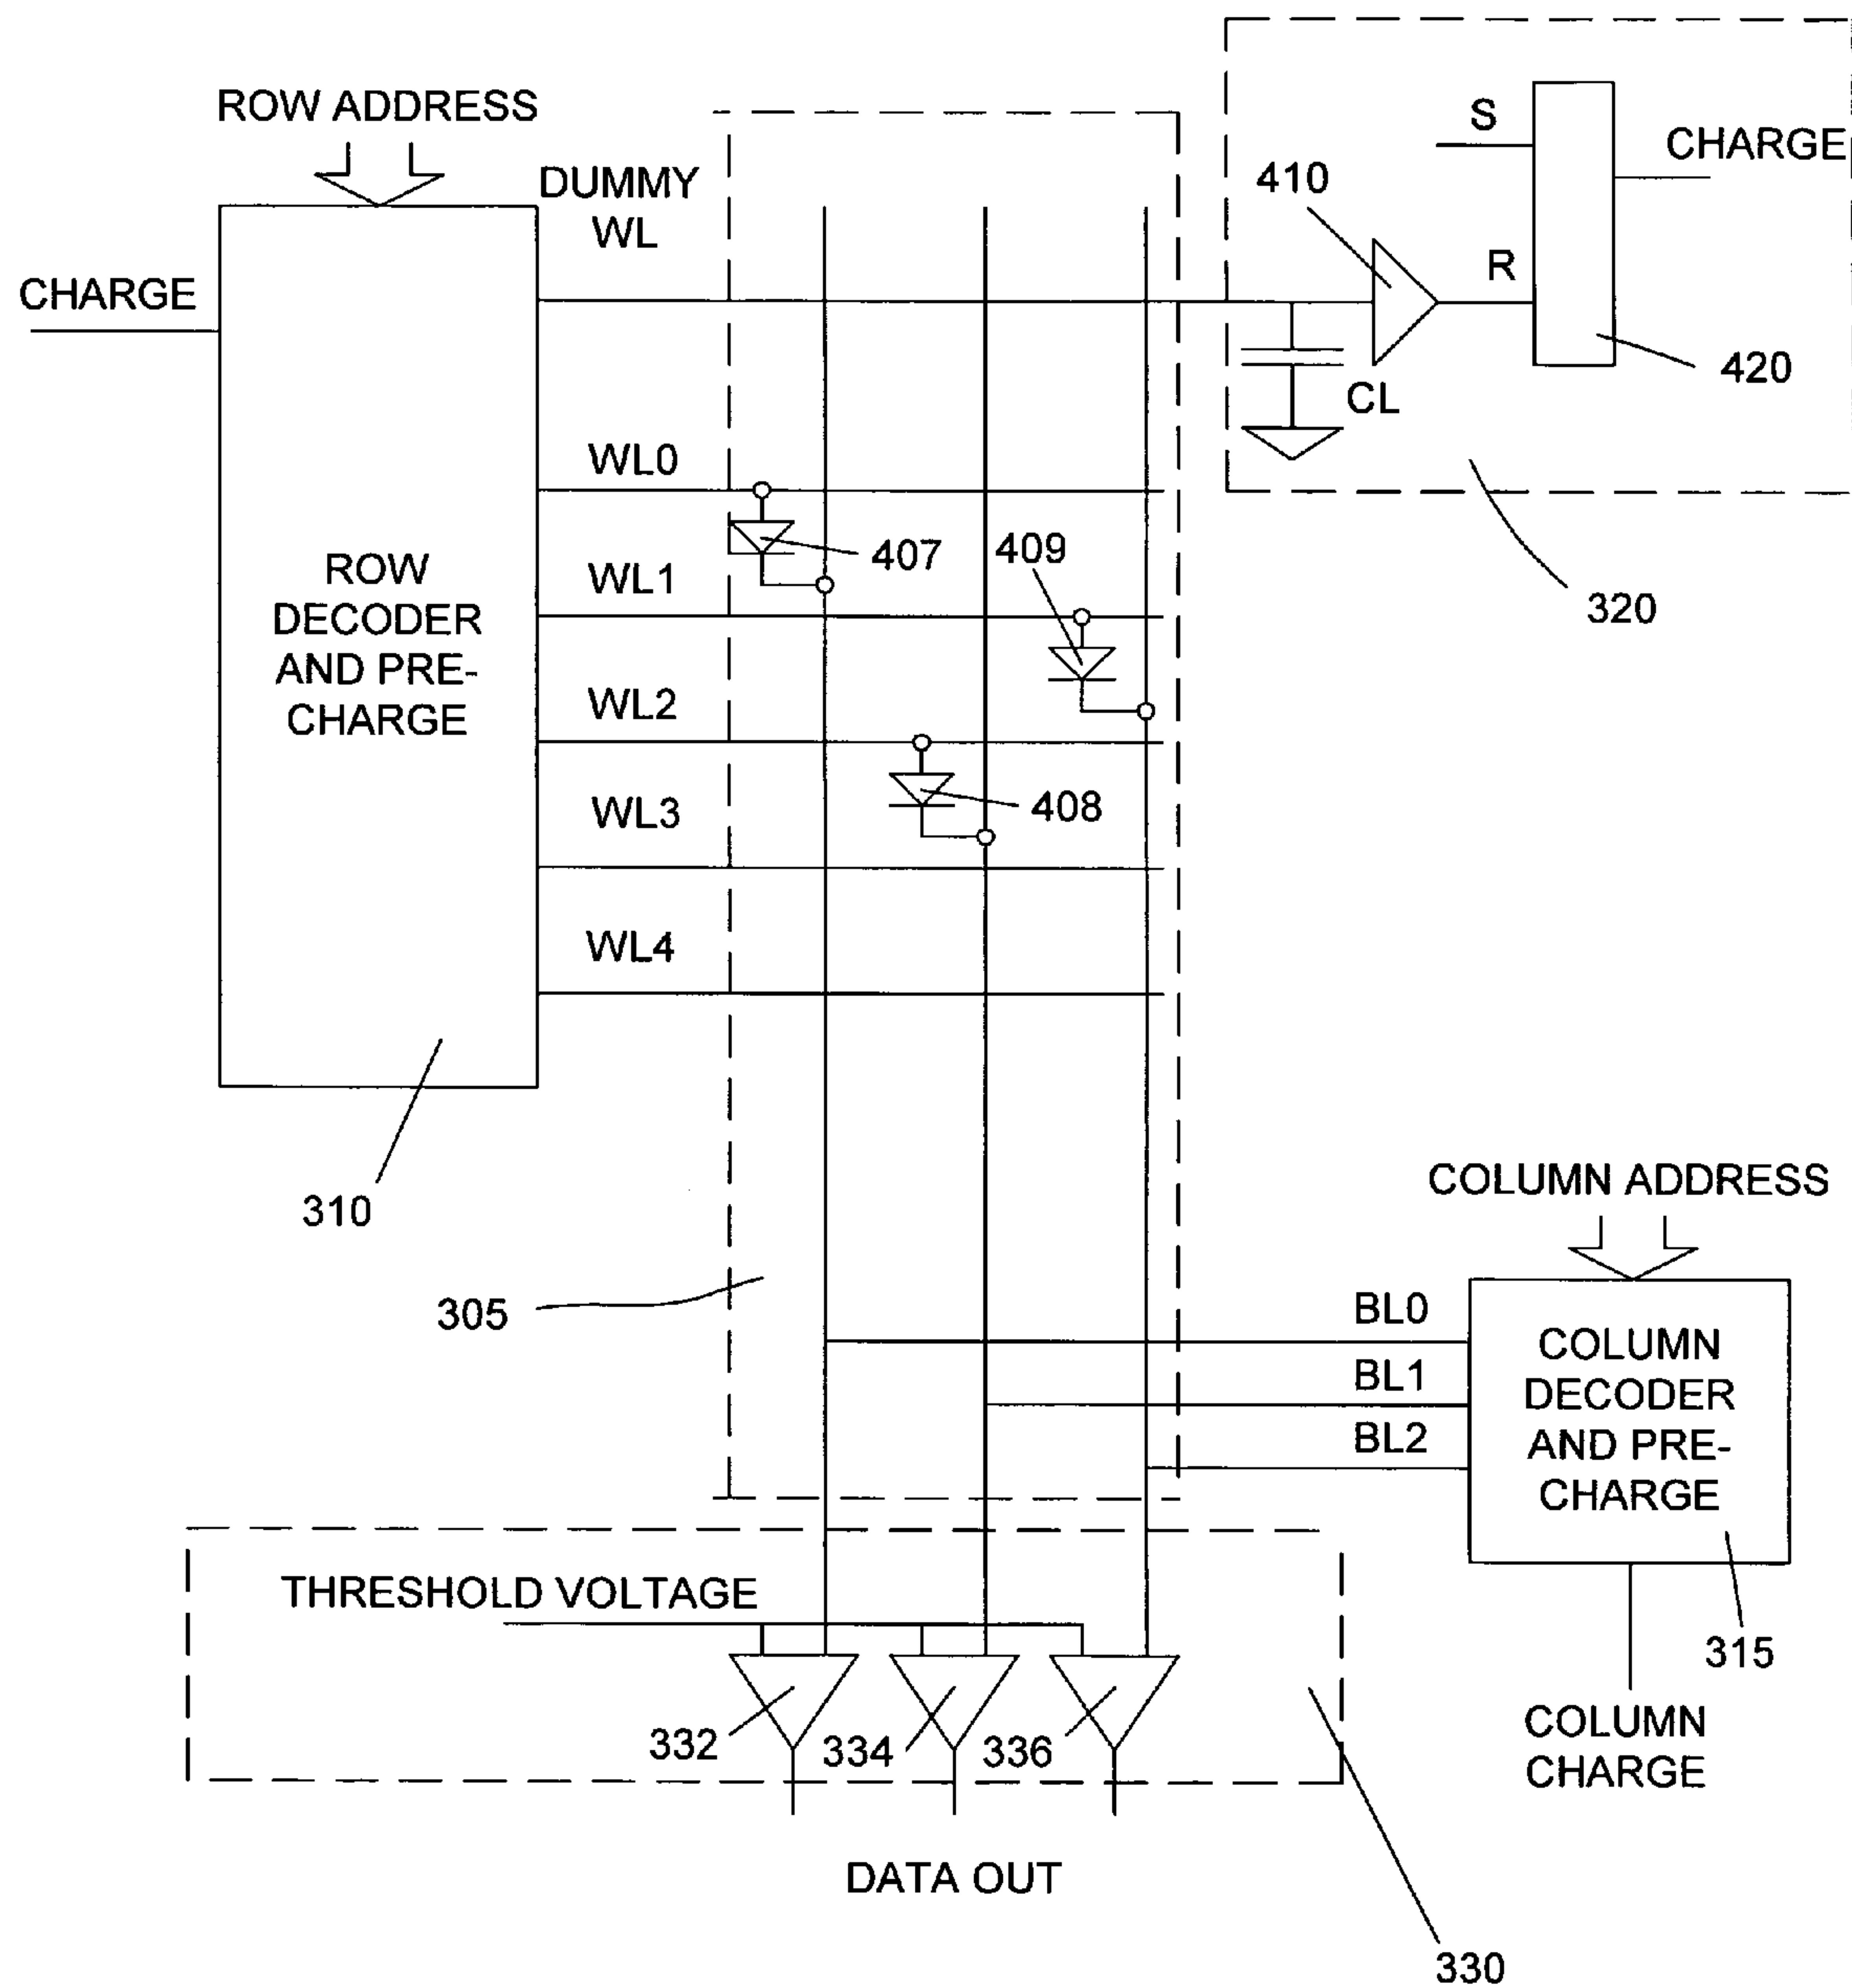 ROW ADDRESS
CHARGE
DUMMY
WL
S
CHARGE
410
R
420
CL
320
WL0
407
409
WL1
WL2
408
WL3
WL4
ROW
DECODER
AND PRE-
CHARGE
310
305
COLUMN ADDRESS
BL0
BL1
BL2
COLUMN
DECODER
AND PRE-
CHARGE
315
COLUMN
CHARGE
THRESHOLD VOLTAGE
332
334
336
DATA OUT
330